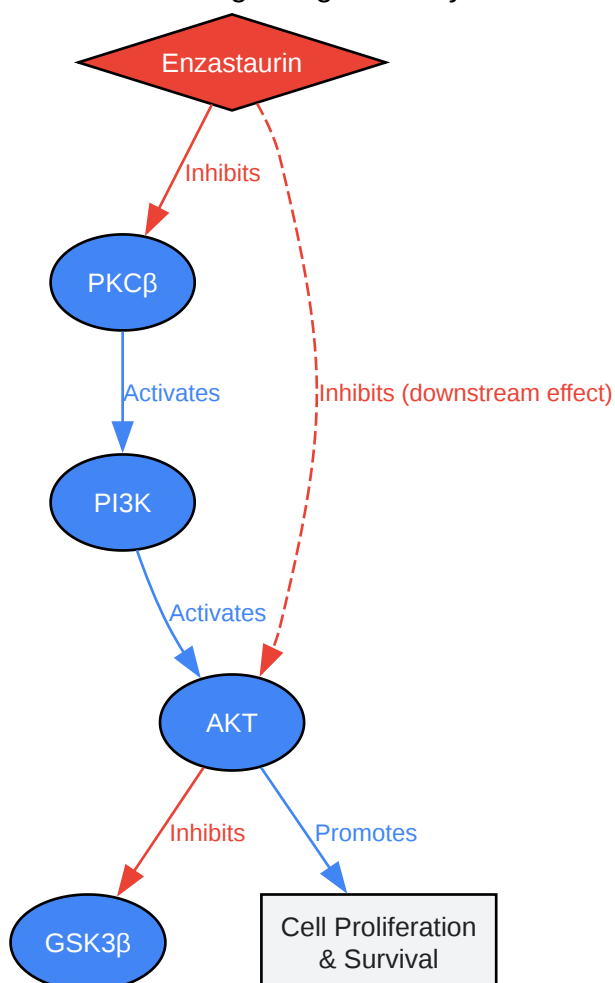 Enzastaurin
Inhibits
PKCβ
Activates
Inhibits (downstream effect)
PI3K
Activates
AKT
Inhibits
Promotes
GSK3β
Cell Proliferation
& Survival